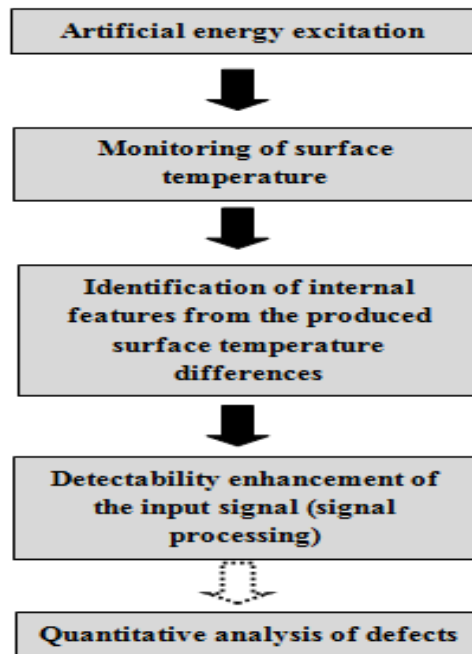 Artificial energy excitation
Monitoring of surface
temperature
Identification of internal
features from the produced
surface temperature
differences
Detectability enhancement of
the input signal (signal
processing)
Quantitative analysis of defects